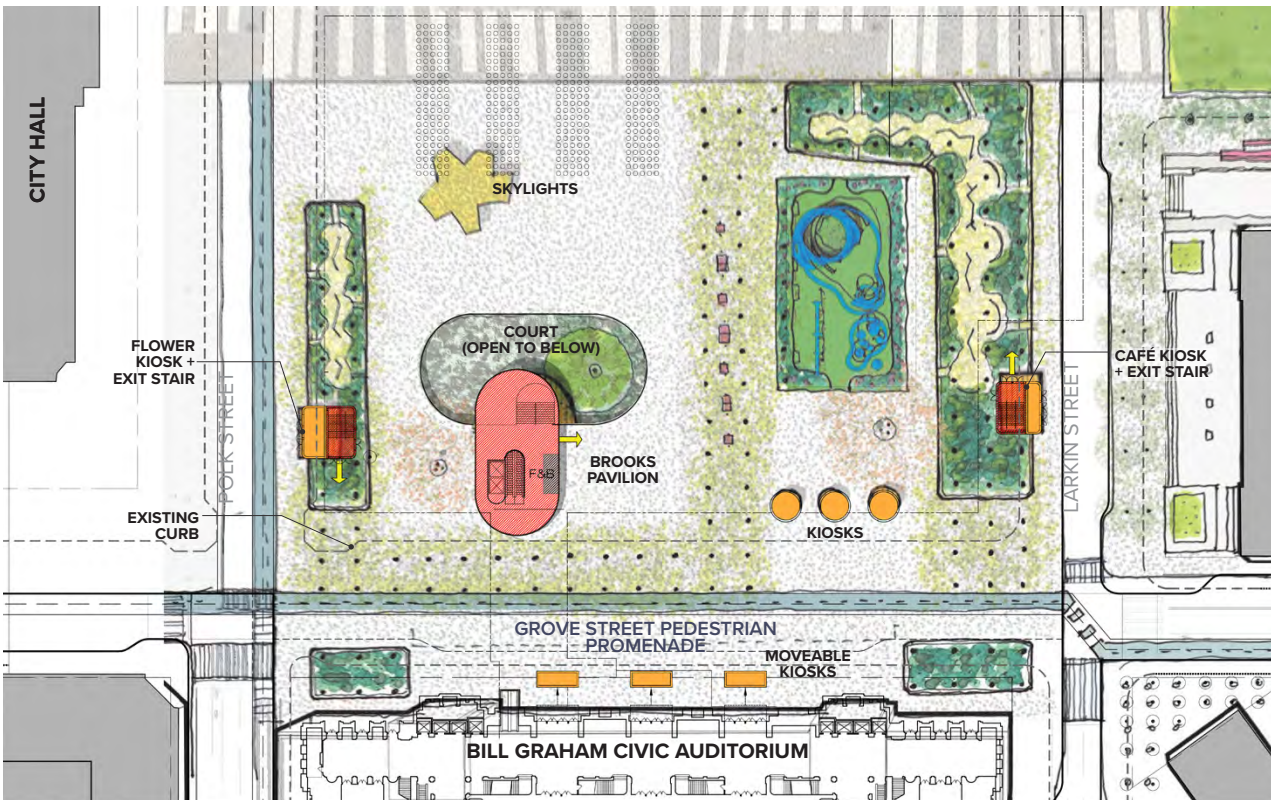 CITY HALL
SKYLIGHTS
COURT
(OPEN TO BELOW)
FLOWER
KIOSK +
EXIT STAIR
CAFÉ KIOSK
+ EXIT STAIR
POLK STREET
LARKIN STREET
F&B
BROOKS
PAVILION
EXISTING
CURB
KIOSKS
GROVE STREET PEDESTRIAN
PROMENADE
MOVEABLE
KIOSKS
BILL GRAHAM CIVIC AUDITORIUM